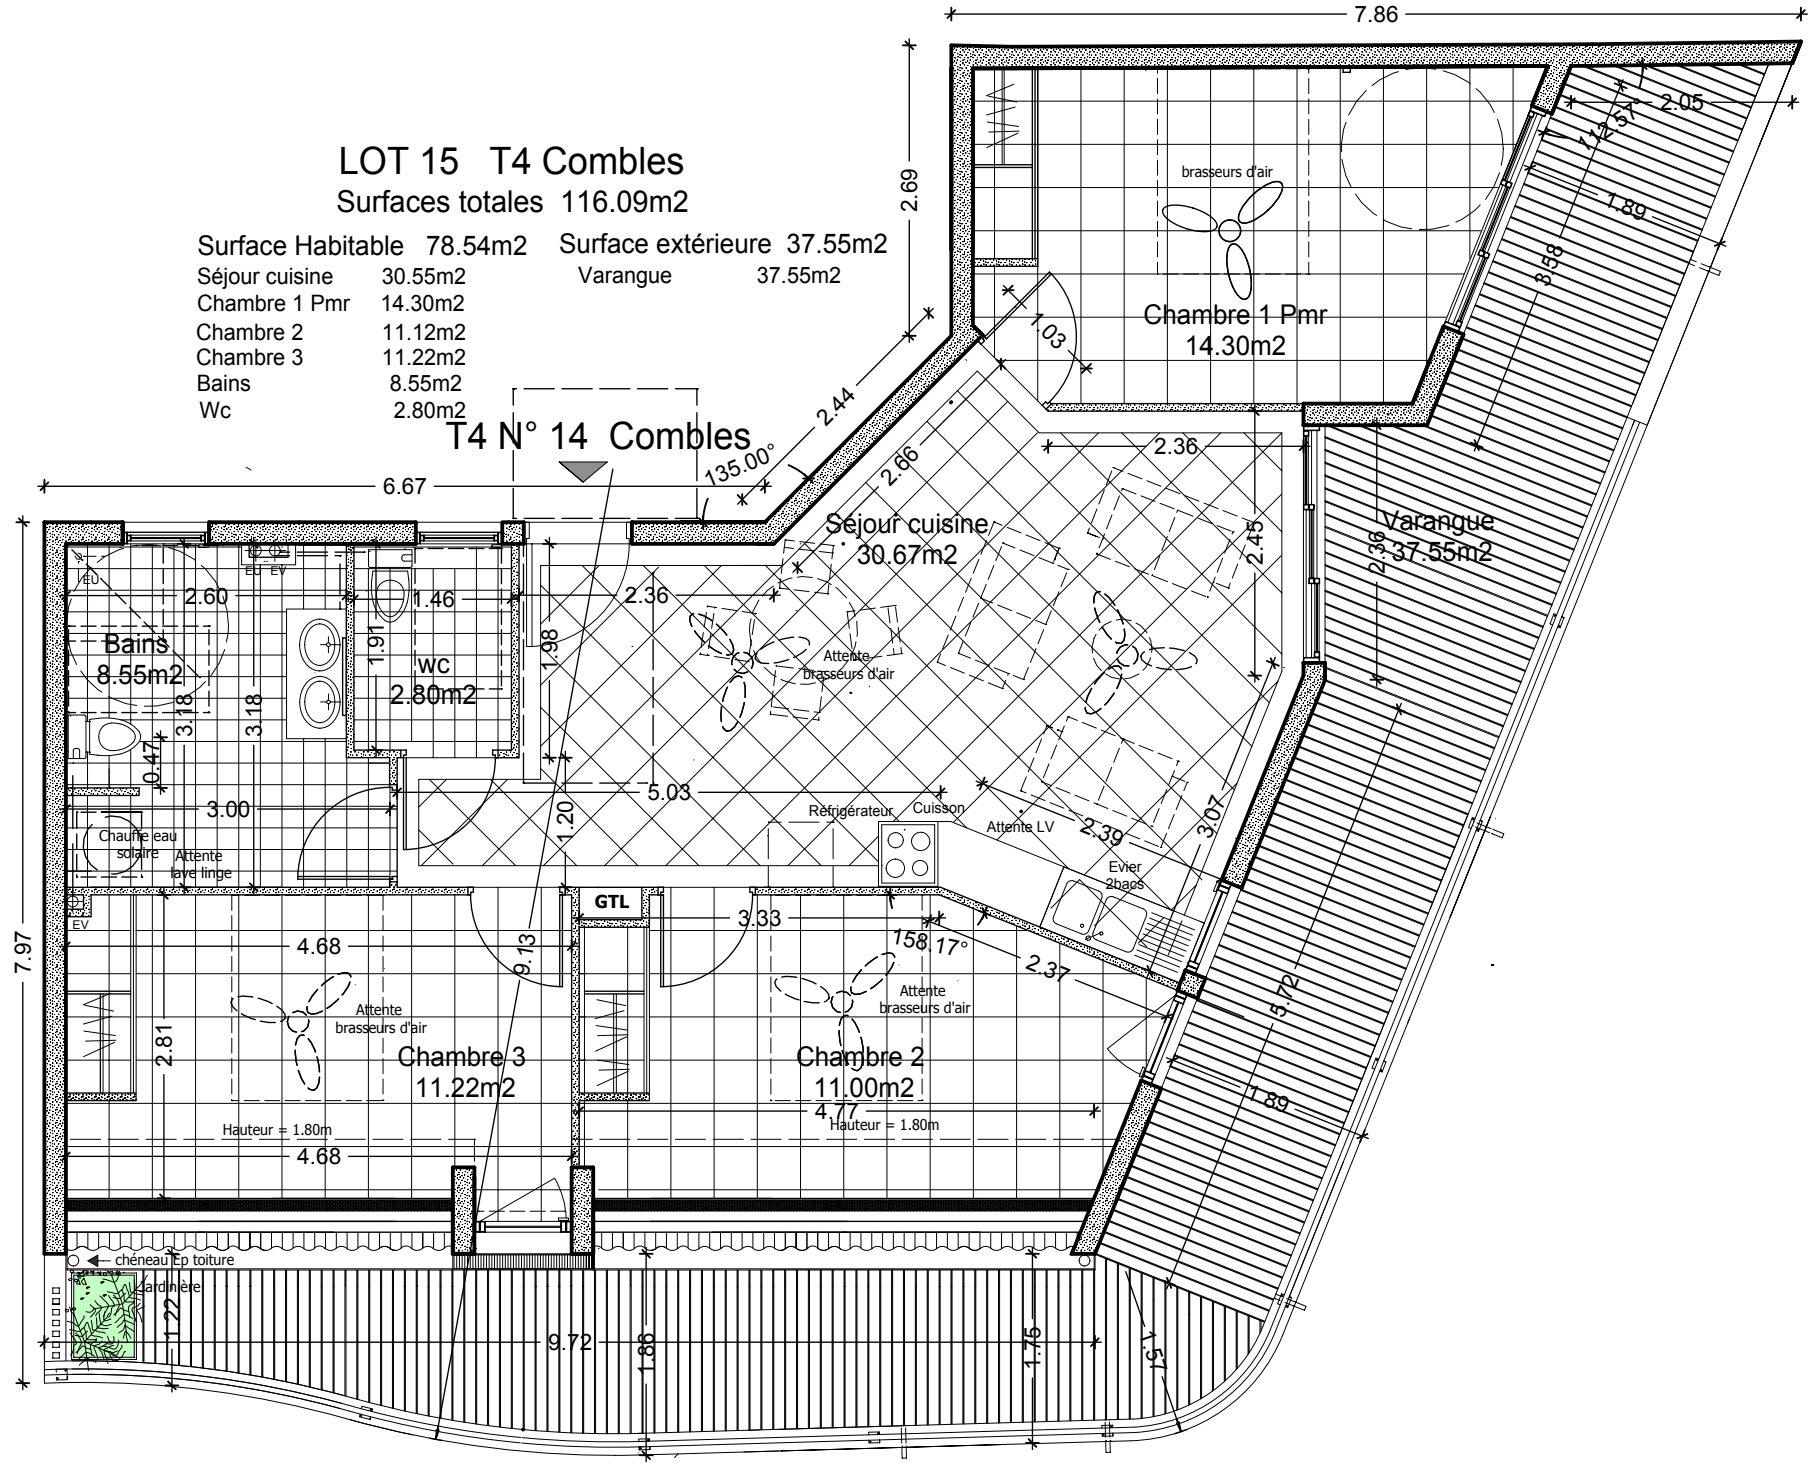 7.86
LOT 15 T4 Combles
Surfaces totales 116.09m2
Surface Habitable 78.54m2 Surface extérieure 37.55m2
Séjour cuisine 30.55m2 Varangue 37.55m2
Chambre 1 Pmr 14.30m2
Chambre 2 11.12m2
Chambre 3 11.22m2
Bains 8.55m2
Wc 2.80m2
T4 N° 14 Combles
2.69
2.05
112.57°
1.89
3.58
brasseurs d'air
Chambre 1 Pmr
14.30m2
1.03
2.44
135.00°
2.66
2.36
6.67
Séjour cuisine
30.67m2
2.45
Varangue
37.55m2
2.36
EU
EU EV
2.60
1.46
2.36
Bains
8.55m2
1.91
WC
2.80m2
1.98
Attente
brasseurs d'air
3.18
3.18
0.47
3.00
5.03
1.20
Réfrigérateur
Cuisson
Attente LV
2.39
3.07
Evier
2bacs
Chauffe eau
solaire
Attente
lave linge
EV
GTL
3.33
158.17°
2.37
4.68
9.13
7.97
2.81
Attente
brasseurs d'air
Chambre 3
11.22m2
Attente
brasseurs d'air
Chambre 2
11.00m2
4.77
5.72
1.89
Hauteur = 1.80m
Hauteur = 1.80m
4.68
chéneau Ep toiture
Jardinière
1.22
9.72
1.86
1.75
1.57